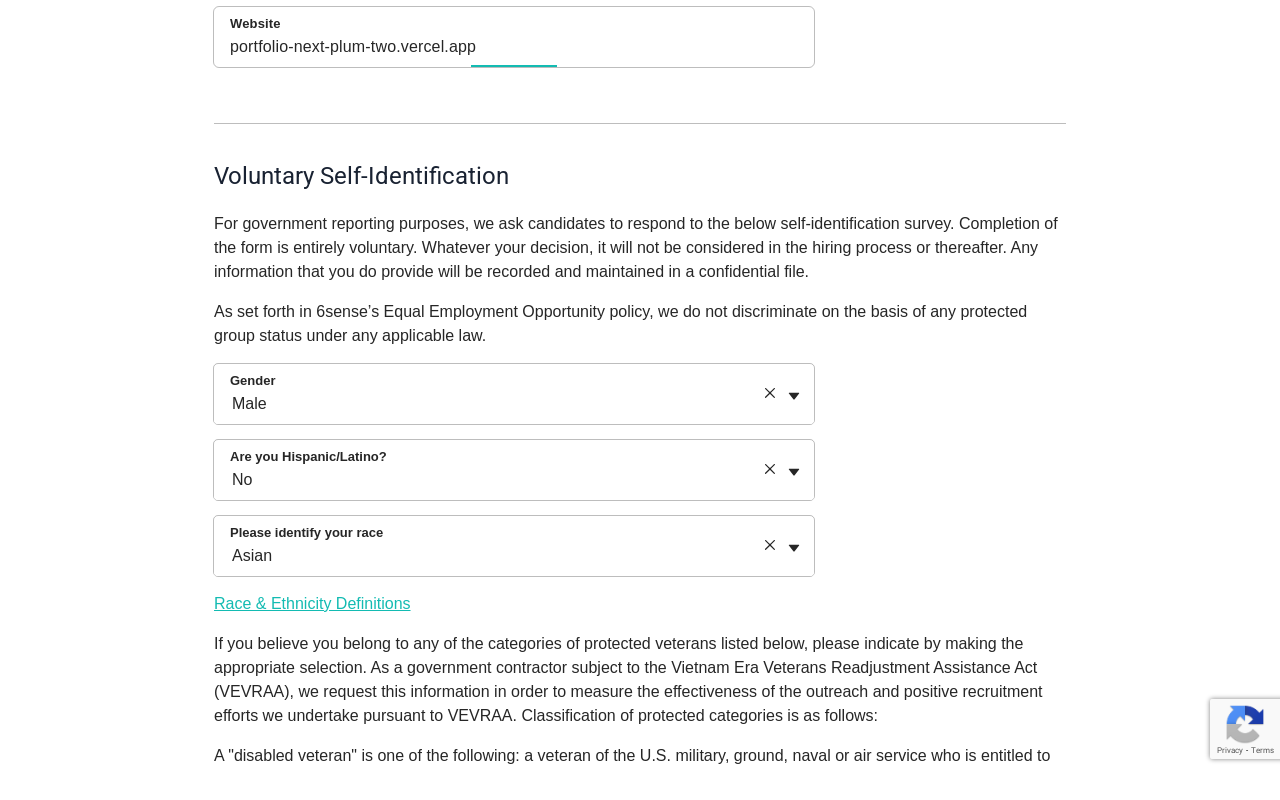 Website
portfolio-next-plum-two.vercel.app
Voluntary Self-Identification
For government reporting purposes, we ask candidates to respond to the below self-identification survey. Completion of
the form is entirely voluntary. Whatever your decision, it will not be considered in the hiring process or thereafter. Any
information that you do provide will be recorded and maintained in a confidential file.
As set forth in 6sense’s Equal Employment Opportunity policy, we do not discriminate on the basis of any protected
group status under any applicable law.
Gender
Male
Are you Hispanic/Latino?
No
Please identify your race
Asian
Race & Ethnicity Definitions
If you believe you belong to any of the categories of protected veterans listed below, please indicate by making the
appropriate selection. As a government contractor subject to the Vietnam Era Veterans Readjustment Assistance Act
(VEVRAA), we request this information in order to measure the effectiveness of the outreach and positive recruitment
efforts we undertake pursuant to VEVRAA. Classification of protected categories is as follows:
A "disabled veteran" is one of the following: a veteran of the U.S. military, ground, naval or air service who is entitled to
Privacy - Terms